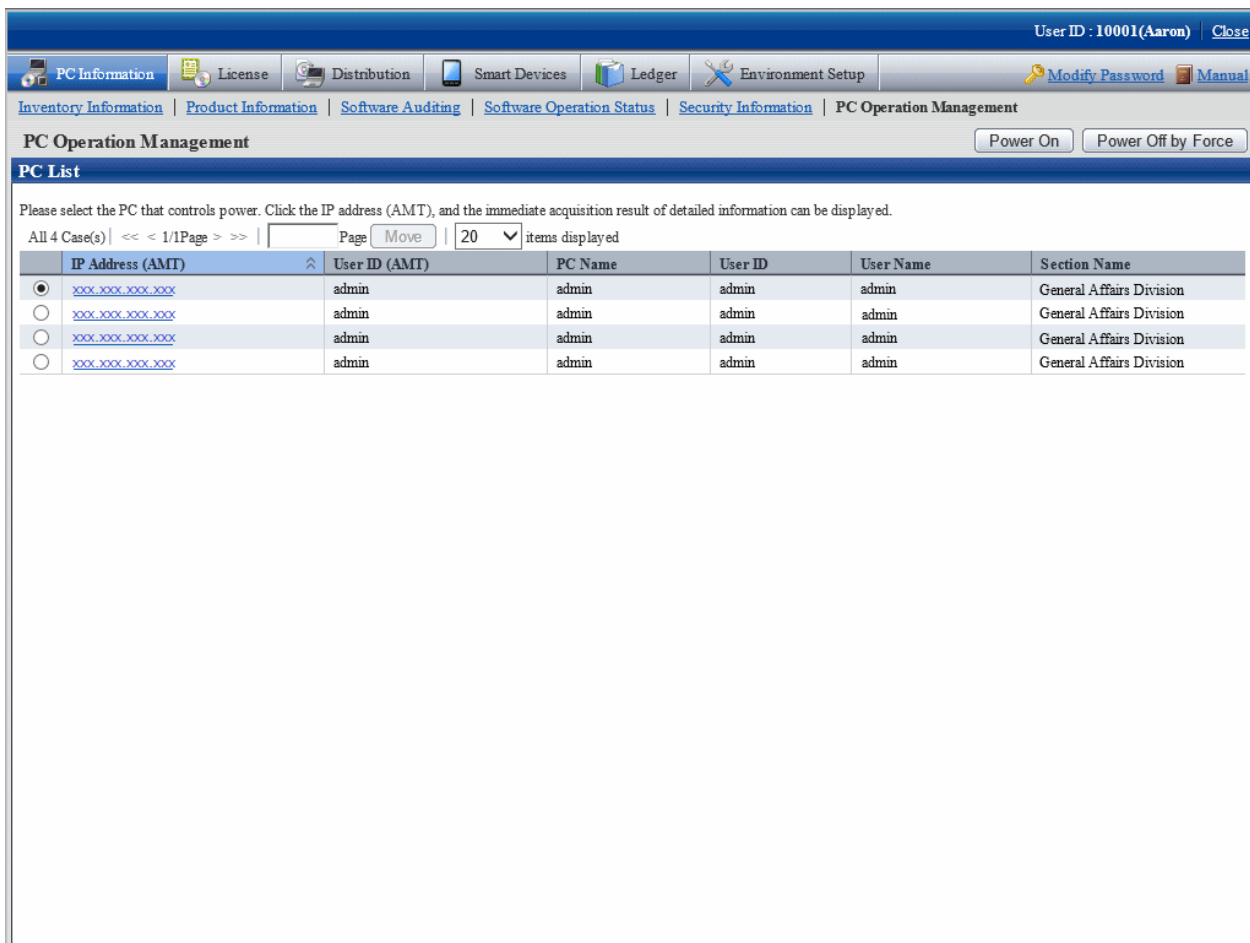 User ID : 10001(Aaron) Close
PC Information License Distribution Smart Devices Ledger Environment Setup Modify Password Manual
Inventory Information | Product Information | Software Auditing | Software Operation Status | Security Information | PC Operation Management
PC Operation Management Power On Power Off by Force
PC List
Please select the PC that controls power. Click the IP address (AMT), and the immediate acquisition result of detailed information can be displayed.
All 4 Case(s) | << < 1/1Page > >> | Page Move | 20 items displayed
IP Address (AMT) User ID (AMT) PC Name User ID User Name Section Name
xxx.xxx.xxx.xxx admin admin admin admin General Affairs Division
xxx.xxx.xxx.xxx admin admin admin admin General Affairs Division
xxx.xxx.xxx.xxx admin admin admin admin General Affairs Division
xxx.xxx.xxx.xxx admin admin admin admin General Affairs Division